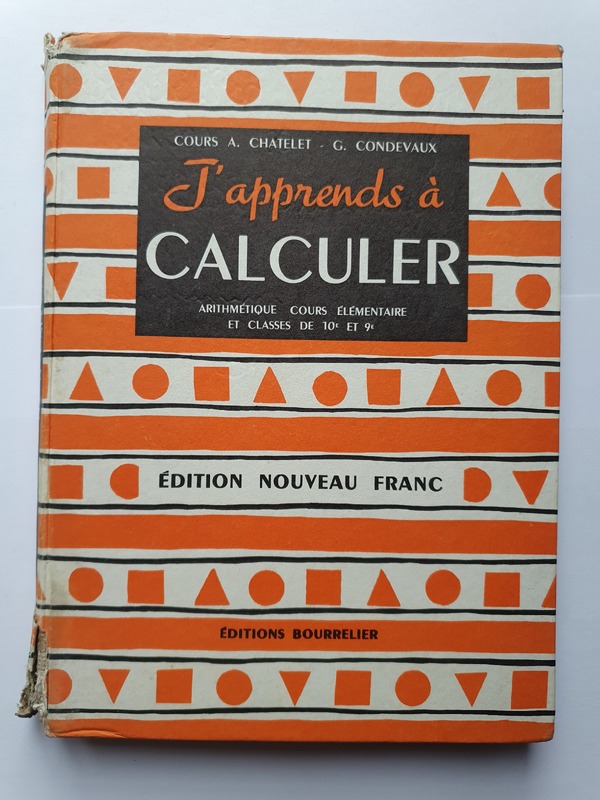 COURS A. CHATELET - G. CONDEVAUX
J'apprends à
CALCULER
ARITHMÉTIQUE COURS ÉLÉMENTAIRE
ET CLASSES DE 10e ET 9e
ÉDITION NOUVEAU FRANC
ÉDITIONS BOURRELIER